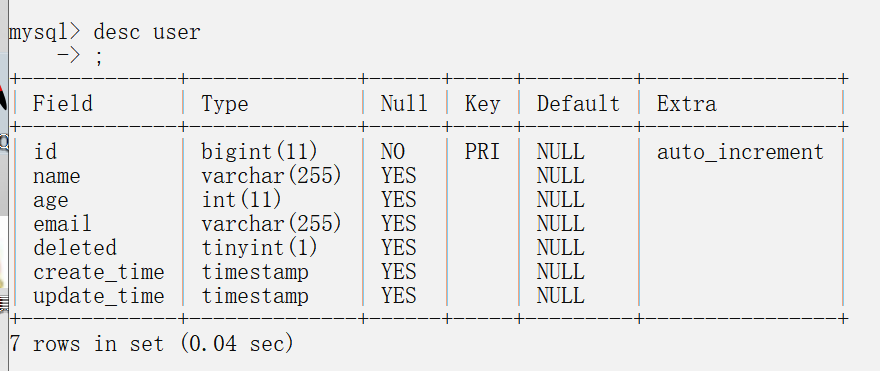 mysql> desc user
    -> ;
+-------------+--------------+------+-----+---------+----------------+
| Field       | Type         | Null | Key | Default | Extra          |
+-------------+--------------+------+-----+---------+----------------+
| id          | bigint(11)   | NO   | PRI | NULL    | auto_increment |
| name        | varchar(255) | YES  |     | NULL    |                |
| age         | int(11)      | YES  |     | NULL    |                |
| email       | varchar(255) | YES  |     | NULL    |                |
| deleted     | tinyint(1)   | YES  |     | NULL    |                |
| create_time | timestamp    | YES  |     | NULL    |                |
| update_time | timestamp    | YES  |     | NULL    |                |
+-------------+--------------+------+-----+---------+----------------+
7 rows in set (0.04 sec)